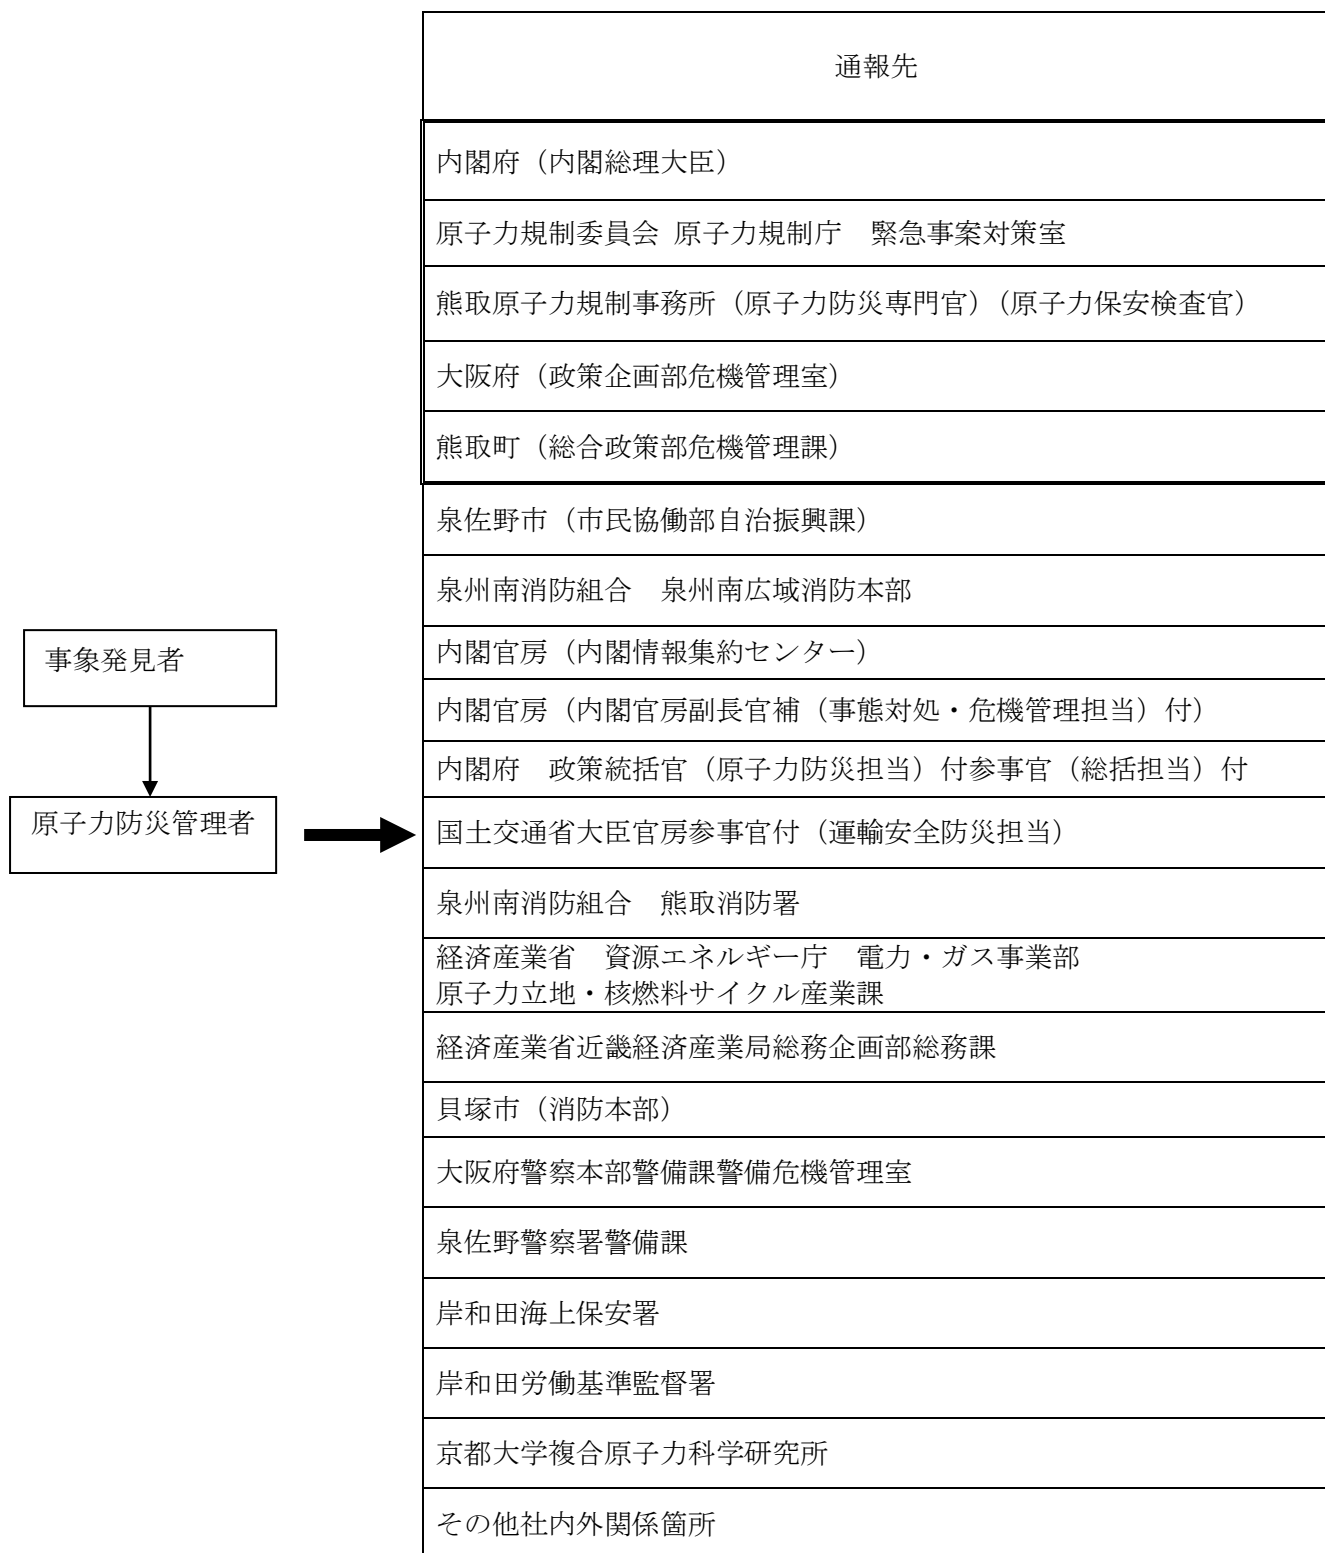 通報先
内閣府（内閣総理大臣）
原子力規制委員会 原子力規制庁　緊急事案対策室
熊取原子力規制事務所（原子力防災専門官）（原子力保安検査官）
大阪府（政策企画部危機管理室）
熊取町（総合政策部危機管理課）
泉佐野市（市民協働部自治振興課）
泉州南消防組合　泉州南広域消防本部
内閣官房（内閣情報集約センター）
内閣官房（内閣官房副長官補（事態対処・危機管理担当）付）
内閣府　政策統括官（原子力防災担当）付参事官（総括担当）付
国土交通省大臣官房参事官付（運輸安全防災担当）
泉州南消防組合　熊取消防署
経済産業省　資源エネルギー庁　電力・ガス事業部
原子力立地・核燃料サイクル産業課
経済産業省近畿経済産業局総務企画部総務課
貝塚市（消防本部）
大阪府警察本部警備課警備危機管理室
泉佐野警察署警備課
岸和田海上保安署
岸和田労働基準監督署
京都大学複合原子力科学研究所
その他社内外関係箇所
事象発見者
原子力防災管理者